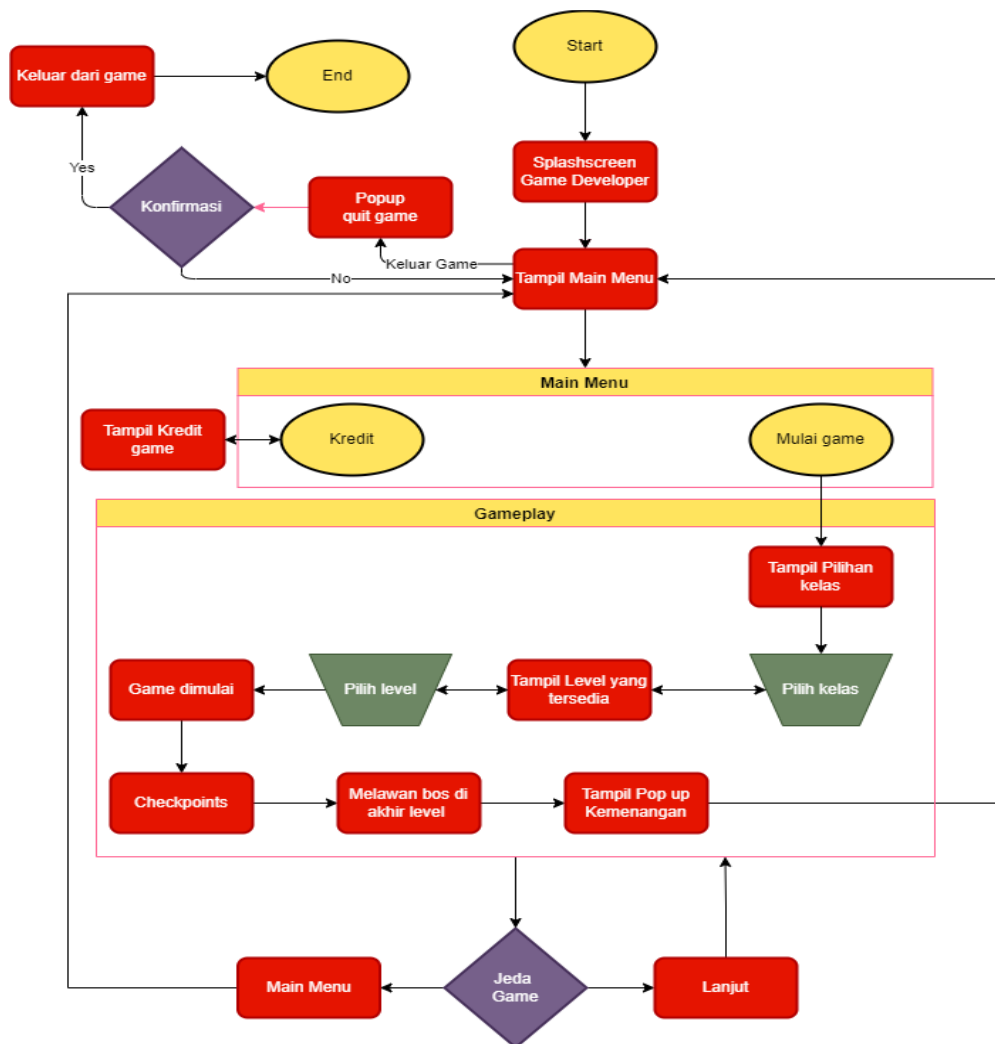 Start
Keluar dari game
End
Splashscreen
Game Developer
Yes
Konfirmasi
Popup
quit game
Keluar Game
No
Tampil Main Menu
Main Menu
Tampil Kredit
game
Kredit
Mulai game
Gameplay
Tampil Pilihan
kelas
Game dimulai
Pilih level
Tampil Level yang
tersedia
Pilih kelas
Checkpoints
Melawan bos di
akhir level
Tampil Pop up
Kemenangan
Main Menu
Jeda
Game
Lanjut